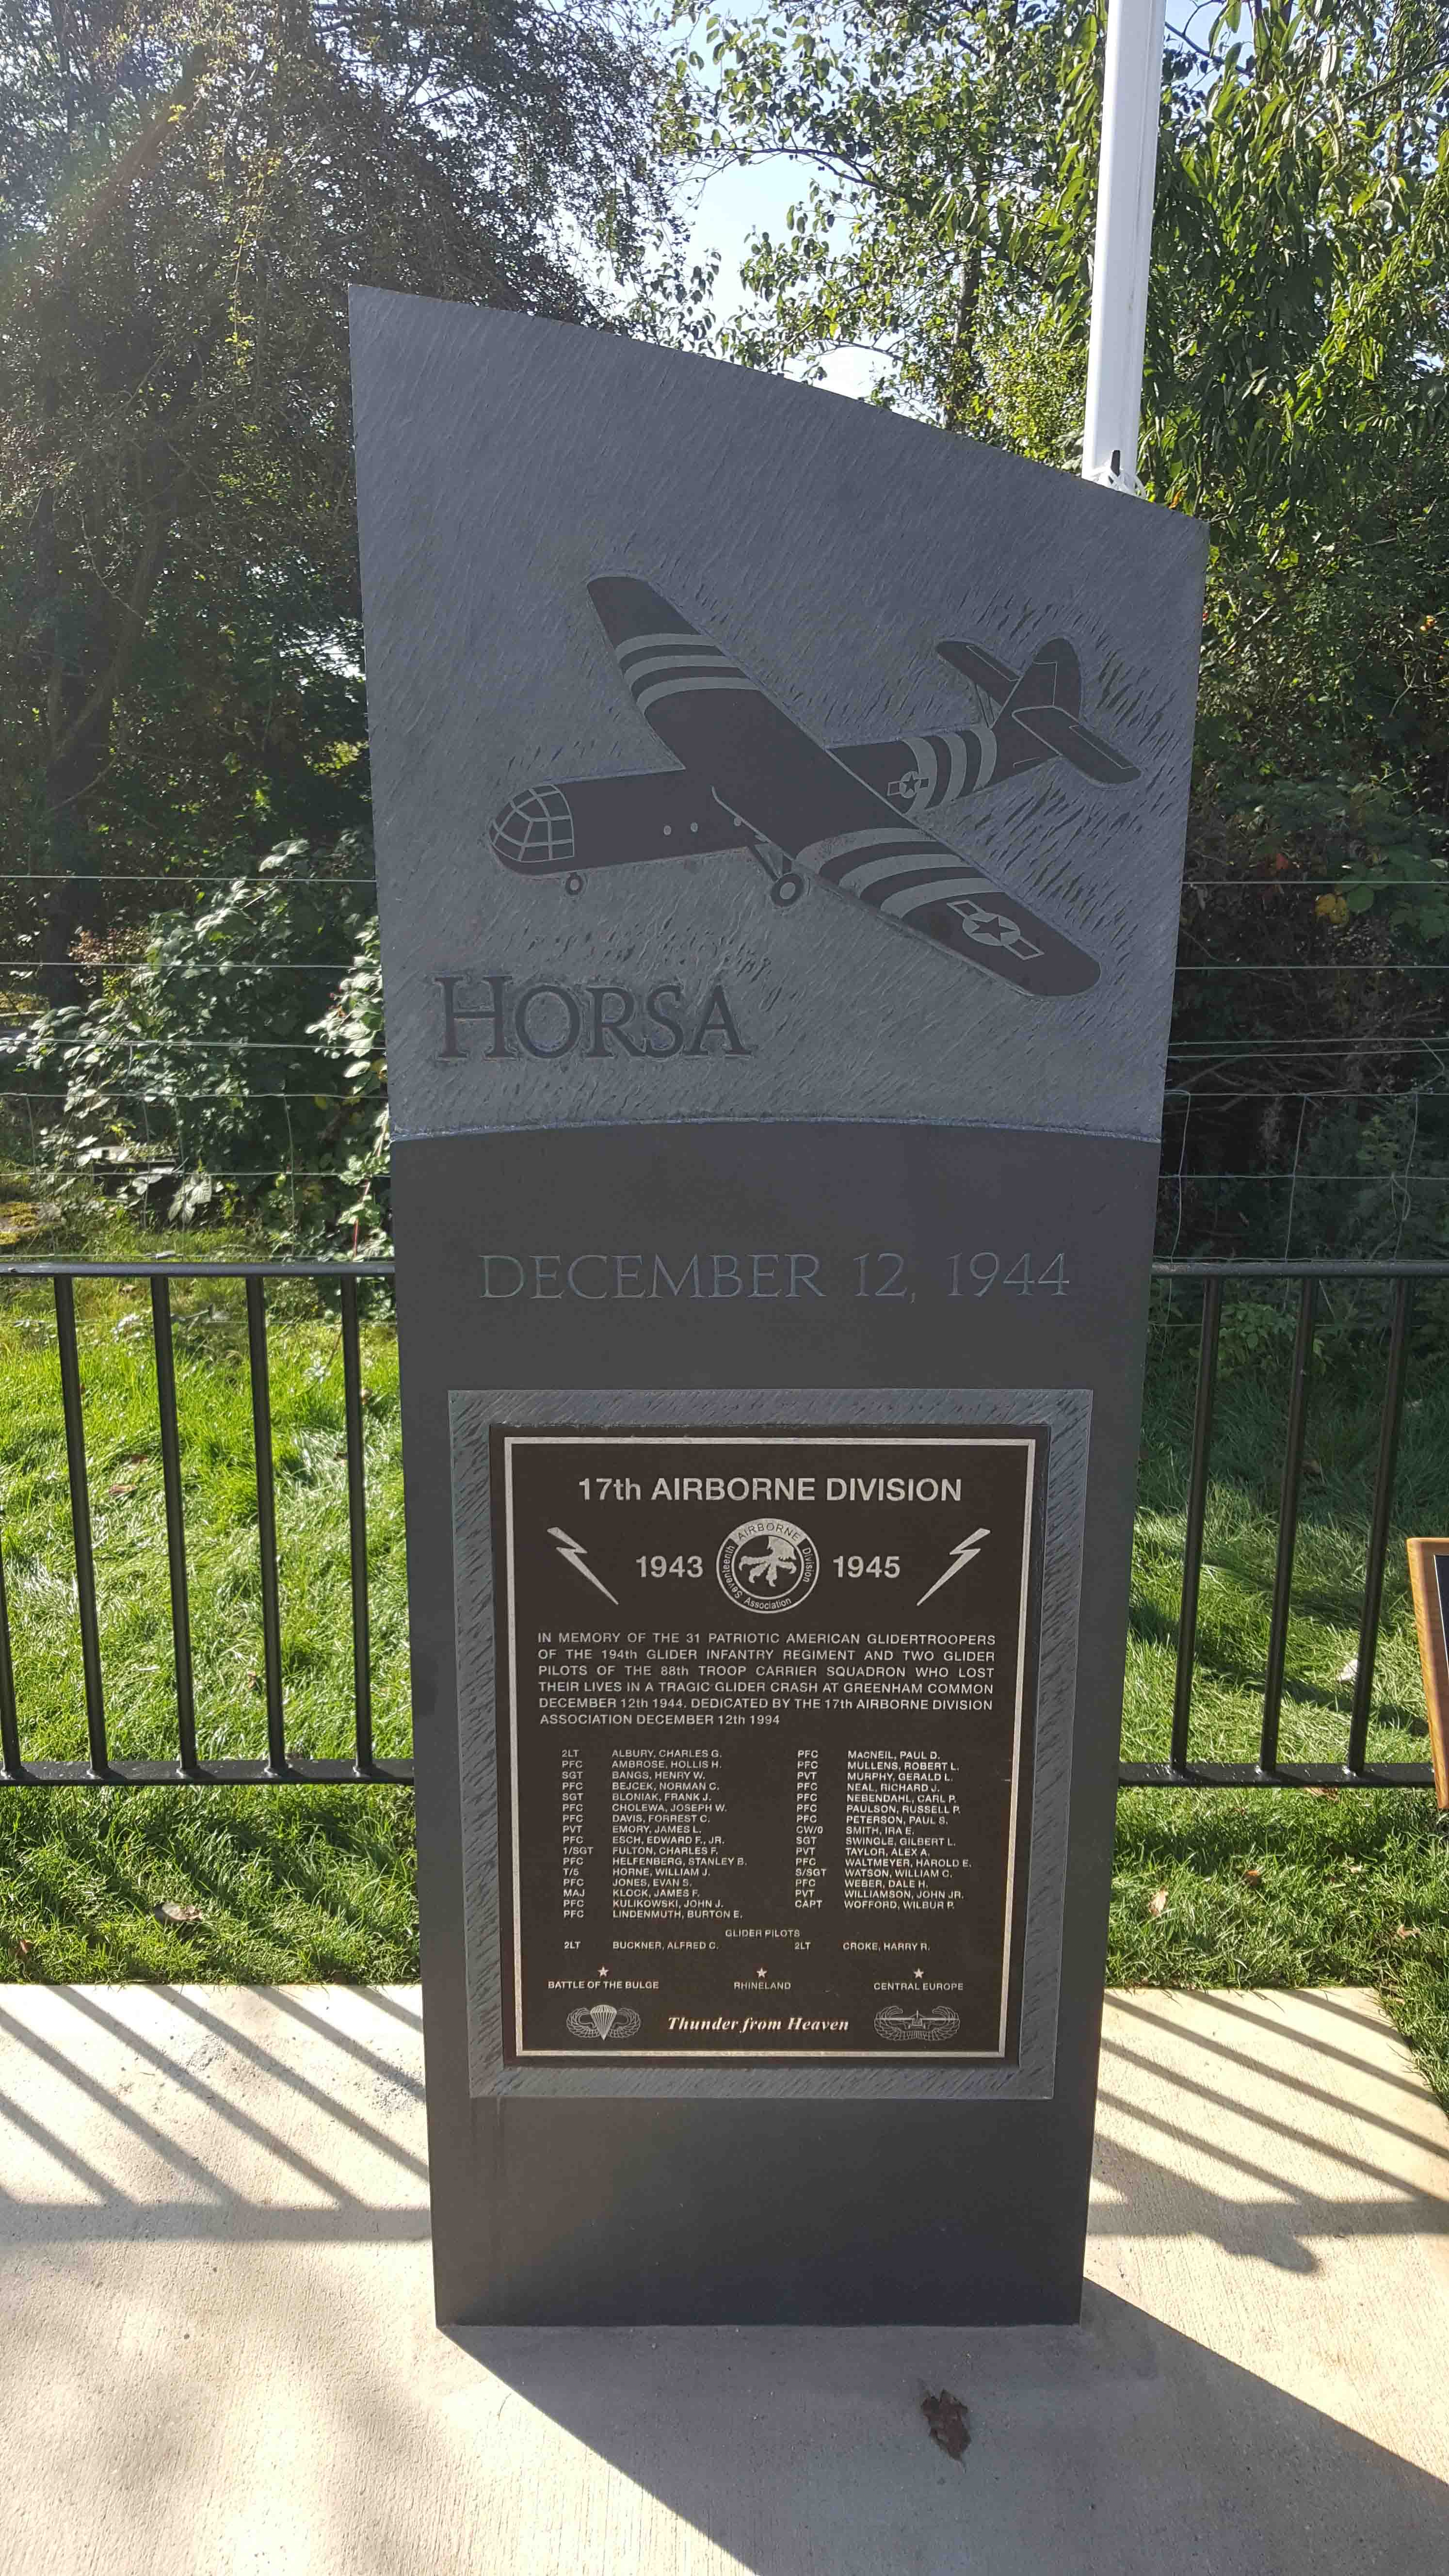 HORSA
DECEMBER 12, 1944
17th AIRBORNE DIVISION
1943 AIRBORNE Seventeenth Division Association 1945
IN MEMORY OF THE 31 PATRIOTIC AMERICAN GLIDERTROOPERS
OF THE 194th GLIDER INFANTRY REGIMENT AND TWO GLIDER
PILOTS OF THE 88th TROOP CARRIER SQUADRON WHO LOST
THEIR LIVES IN A TRAGIC GLIDER CRASH AT GREENHAM COMMON
DECEMBER 12th 1944. DEDICATED BY THE 17th AIRBORNE DIVISION
ASSOCIATION DECEMBER 12th 1994
2LT ALBURY, CHARLES G. PFC MACNEIL, PAUL D.
PFC AMBROSE, HOLLIS H. PFC MULLENS, ROBERT L.
SGT BANGS, HENRY W. PVT MURPHY, GERALD L.
PFC BEJCEK, NORMAN C. PFC NEAL, RICHARD J.
SGT BLONIAK, FRANK J. PFC NEBENDAHL, CARL P.
PFC CHOLEWA, JOSEPH W. PFC PAULSON, RUSSELL P.
PFC DAVIS, FORREST C. PFC PETERSON, PAUL S.
PVT EMORY, JAMES L. CW/0 SMITH, IRA E.
PFC ESCH, EDWARD F., JR. SGT SWINGLE, GILBERT L.
1/SGT FULTON, CHARLES F. PVT TAYLOR, ALEX A.
PFC HELFENBERG, STANLEY B. PFC WALTMEYER, HAROLD E.
T/5 HORNE, WILLIAM J. S/SGT WATSON, WILLIAM C.
PFC JONES, EVAN S. PFC WEBER, DALE H.
MAJ KLOCK, JAMES F. PVT WILLIAMSON, JOHN JR.
PFC KULIKOWSKI, JOHN J. CAPT WOFFORD, WILBUR P.
PFC LINDENMUTH, BURTON E.
GLIDER PILOTS
2LT BUCKNER, ALFRED C. 2LT CROKE, HARRY R.
BATTLE OF THE BULGE RHINELAND CENTRAL EUROPE
Thunder from Heaven